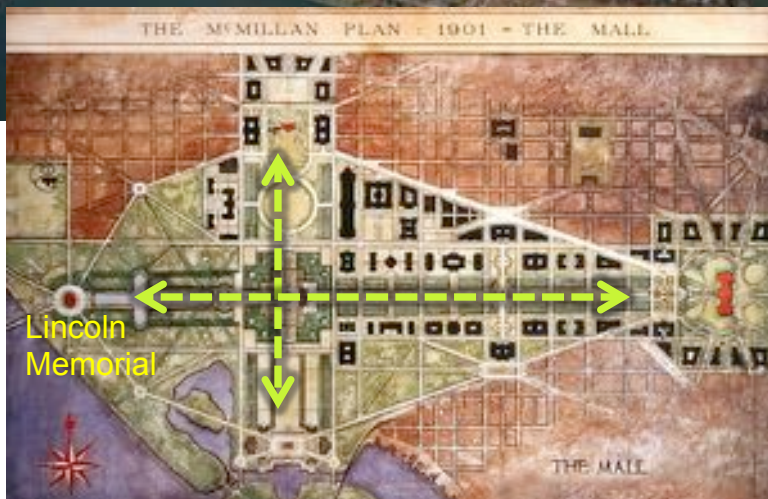 THE McMILLAN PLAN : 1901 = THE MALL
Lincoln
Memorial
THE MALL